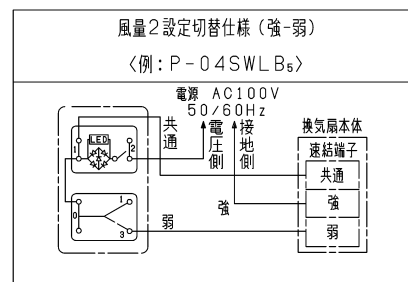 風量2設定切替仕様（強-弱）
〈例：P-04SWLB₅〉
電源 AC100V
50/60Hz
共通
電圧側
接地側
換気扇本体
速結端子
共通
強
弱
LED
1
2
0
1
3
弱
強